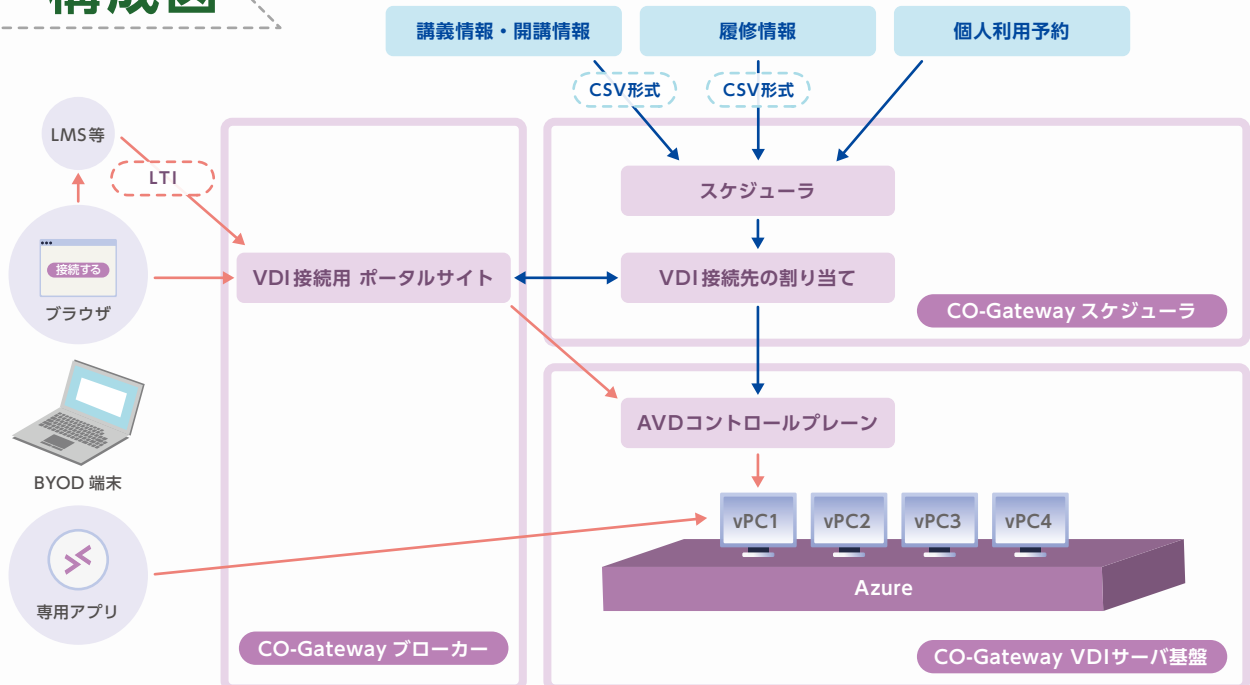 構成図
講義情報・開講情報
履修情報
個人利用予約
CSV形式
CSV形式
LMS等
LTI
スケジューラ
接続する
ブラウザ
VDI接続用 ポータルサイト
VDI接続先の割り当て
CO-Gateway スケジューラ
BYOD 端末
AVDコントロールプレーン
vPC1
vPC2
vPC3
vPC4
Azure
専用アプリ
CO-Gateway ブローカー
CO-Gateway VDIサーバ基盤